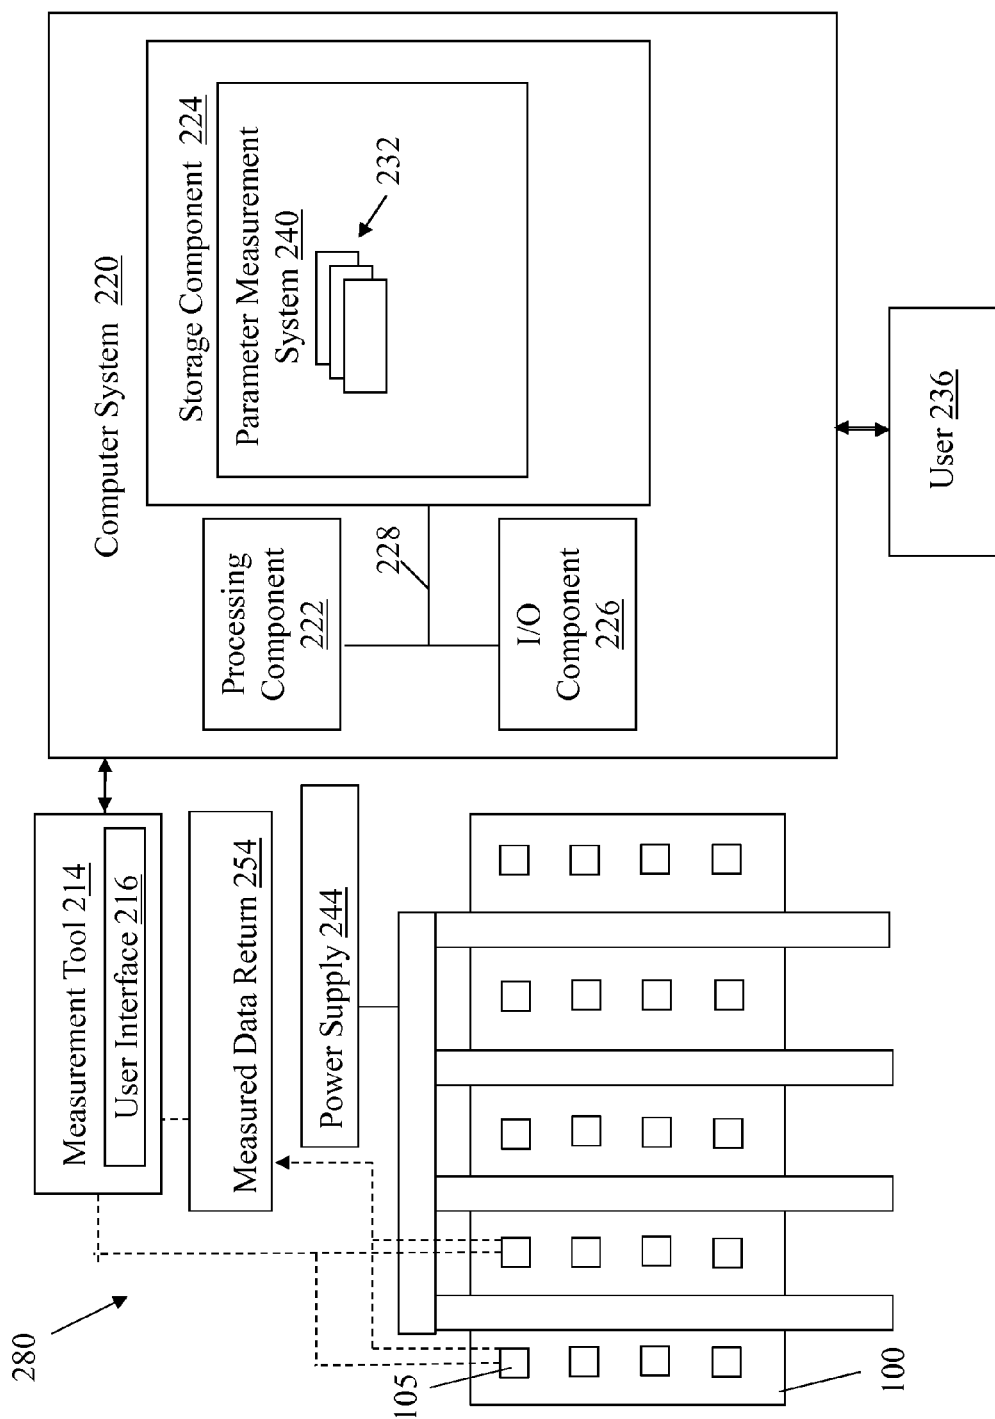 280
Measurement Tool 214
User Interface 216
Measured Data Return 254
Power Supply 244
105
100
Computer System 220
Processing
Component
222
228
I/O
Component
226
Storage Component 224
Parameter Measurement
System 240
232
User 236